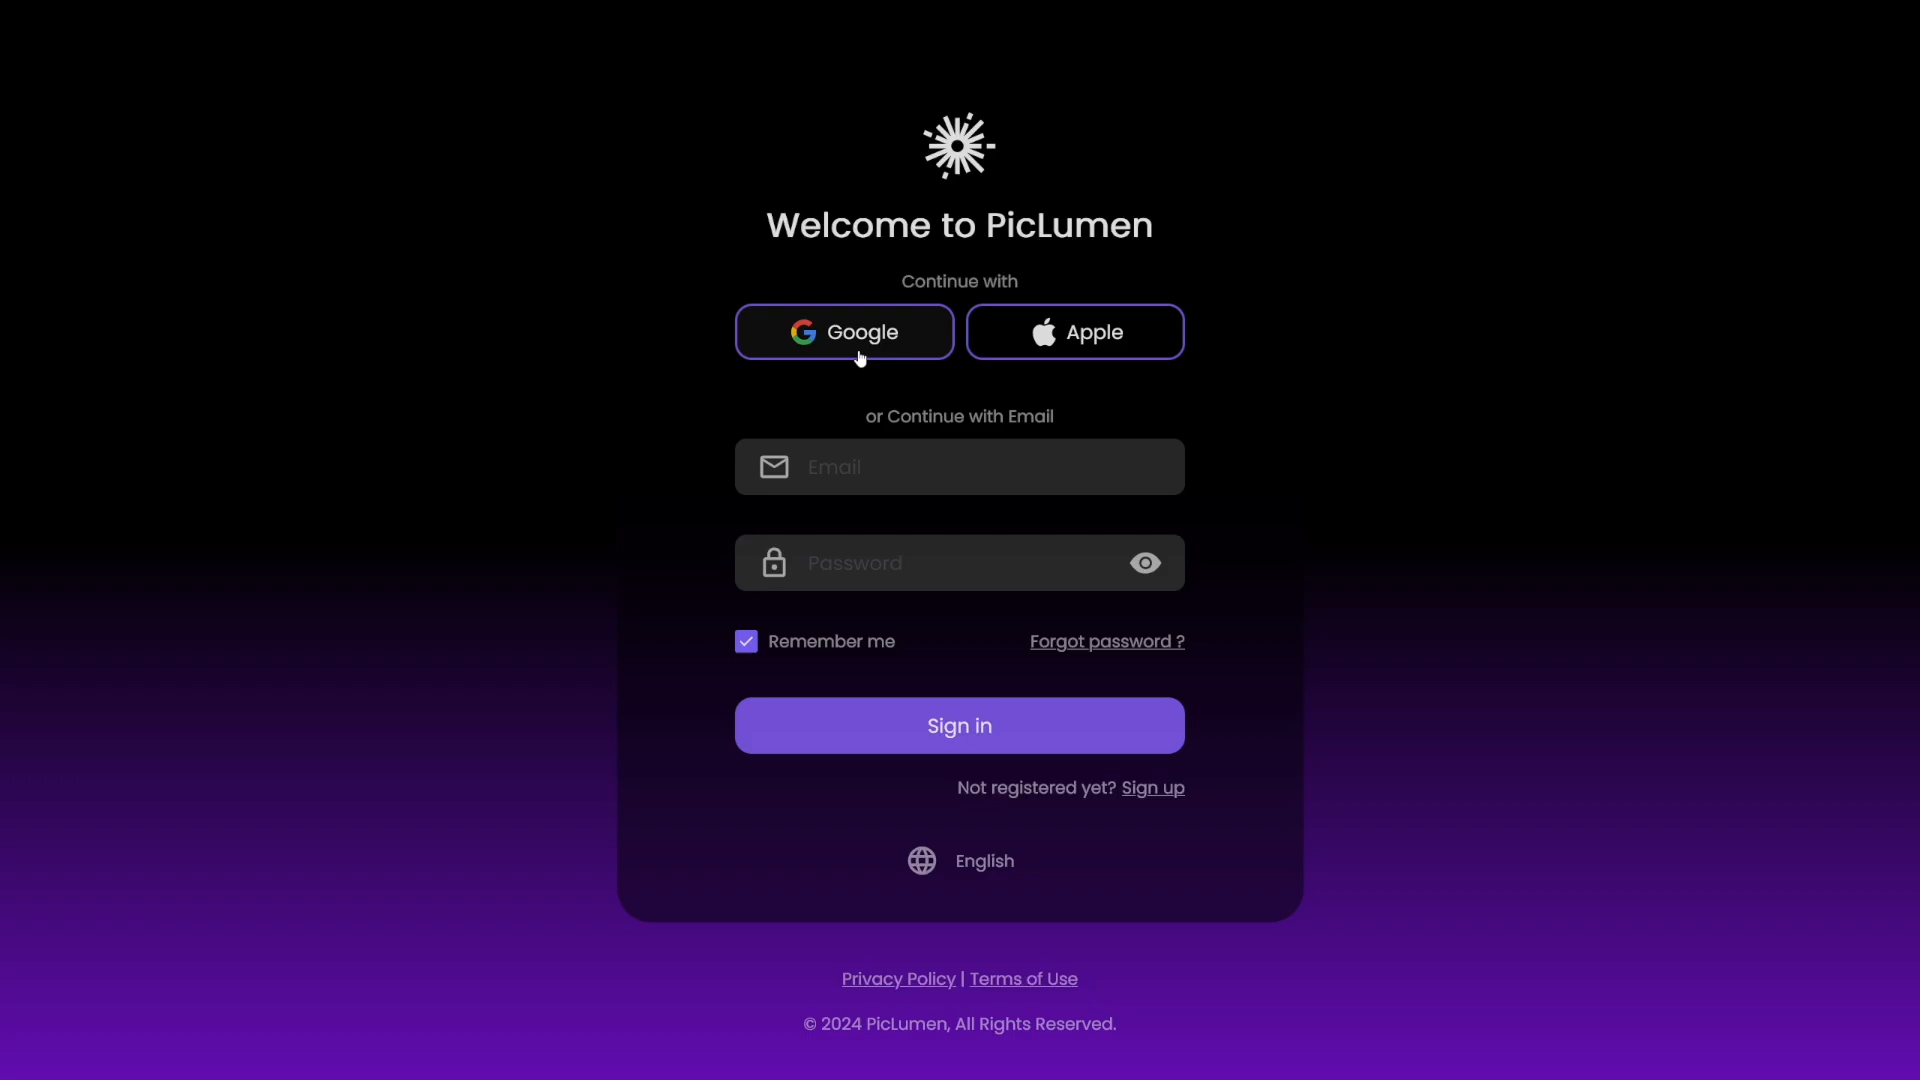 Welcome to PicLumen
Continue with
Google
Apple
or Continue with Email
Email
Password
Remember me
Forgot password ?
Sign in
Not registered yet? Sign up
English
Privacy Policy | Terms of Use
© 2024 PicLumen, All Rights Reserved.